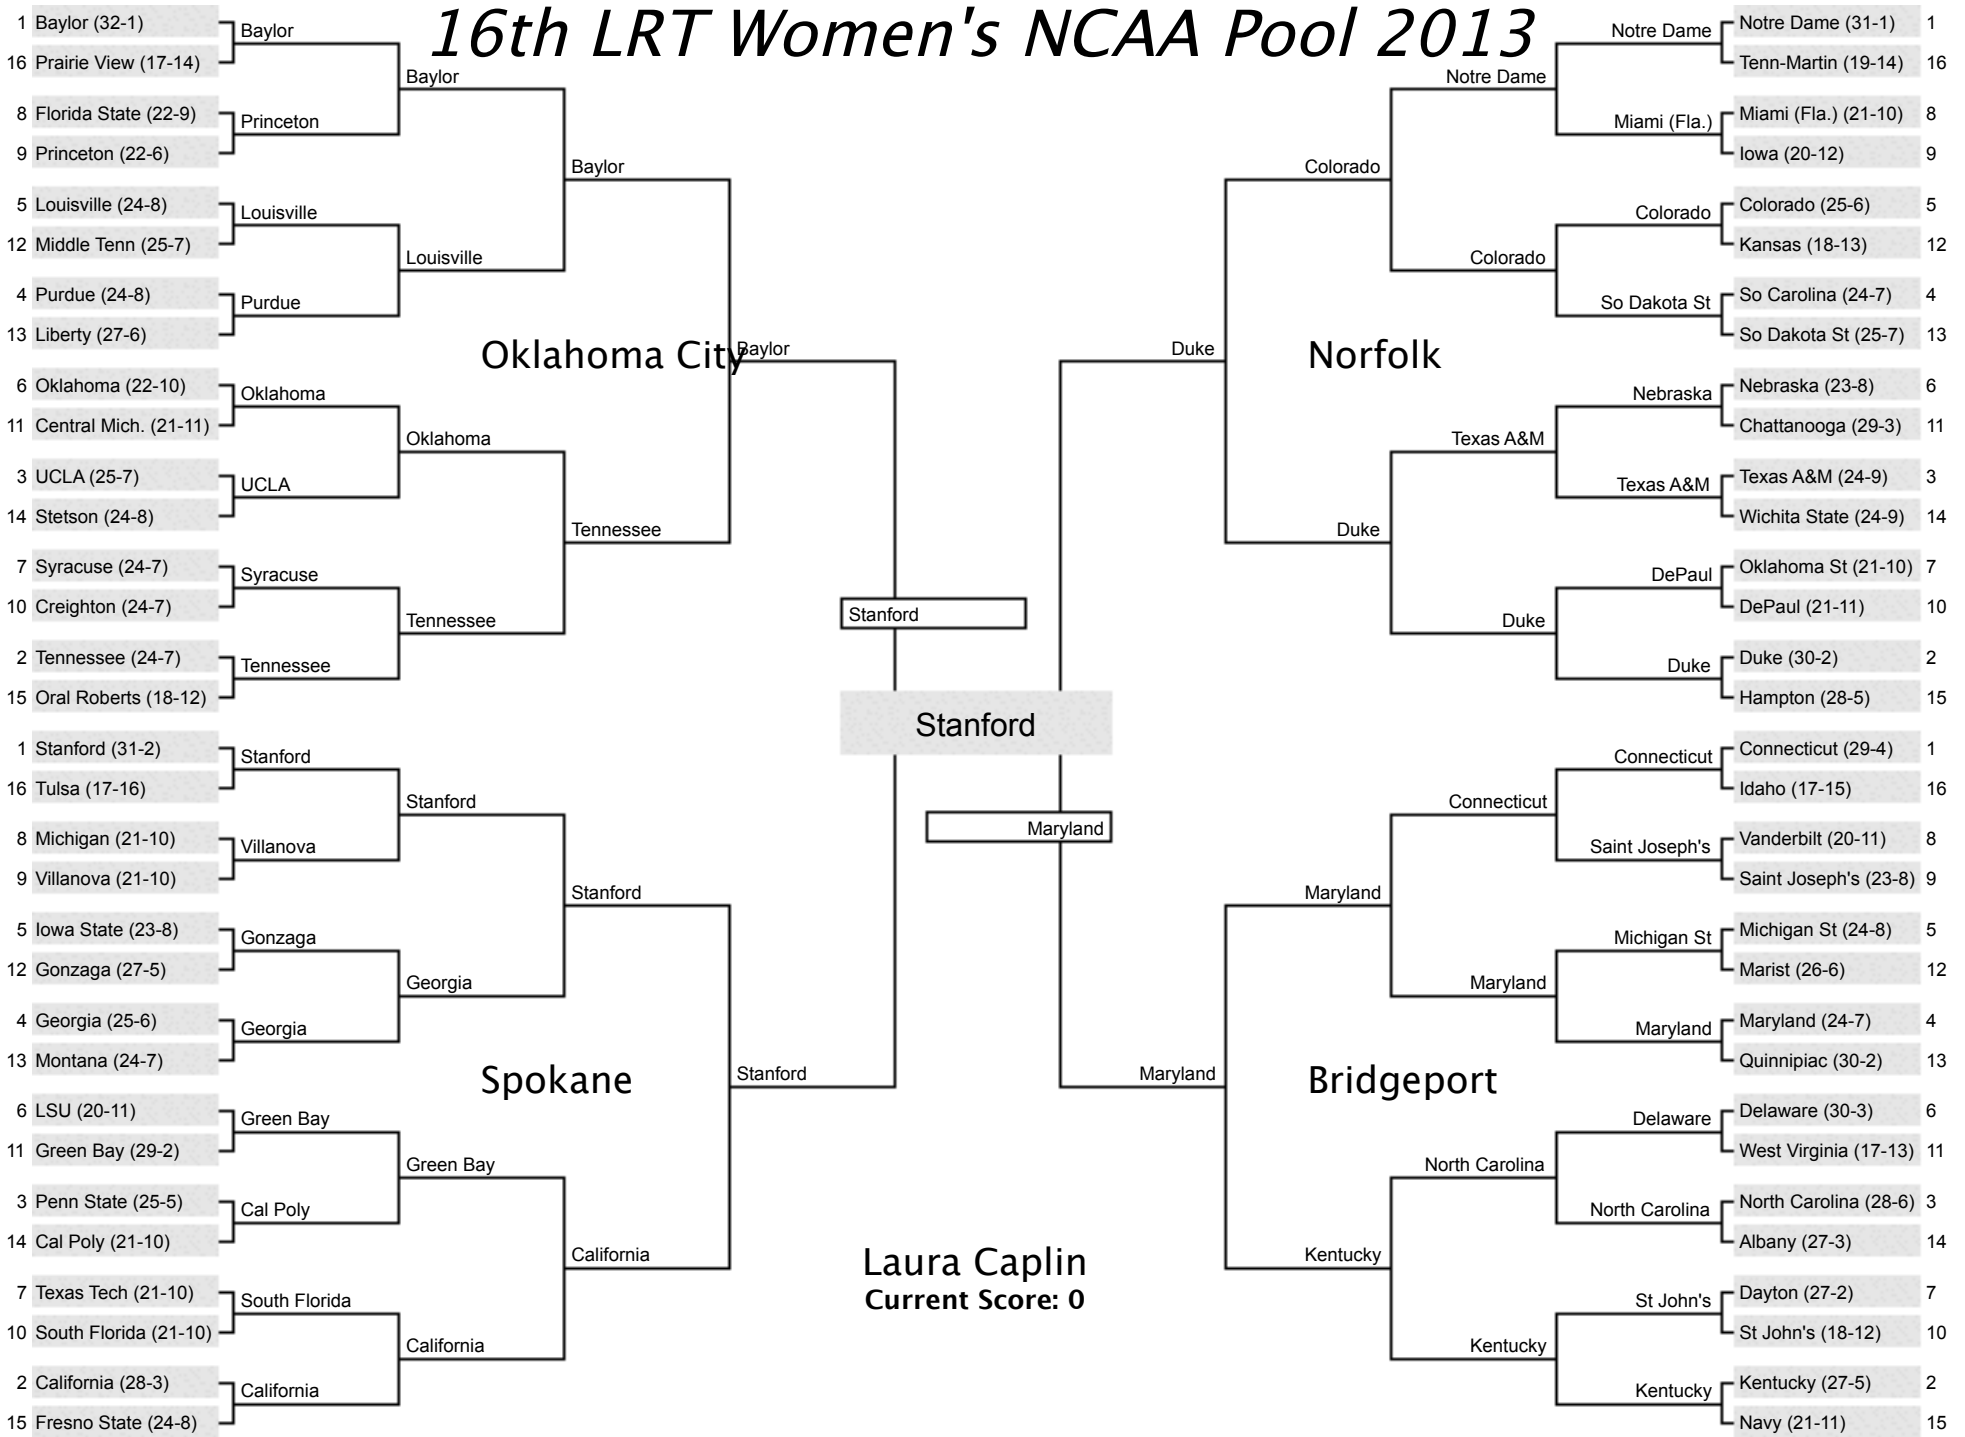 16th LRT Women's NCAA Pool 2013
1 Baylor (32-1)
16 Prairie View (17-14)
8 Florida State (22-9)
9 Princeton (22-6)
5 Louisville (24-8)
12 Middle Tenn (25-7)
4 Purdue (24-8)
13 Liberty (27-6)
6 Oklahoma (22-10)
11 Central Mich. (21-11)
3 UCLA (25-7)
14 Stetson (24-8)
7 Syracuse (24-7)
10 Creighton (24-7)
2 Tennessee (24-7)
15 Oral Roberts (18-12)
1 Stanford (31-2)
16 Tulsa (17-16)
8 Michigan (21-10)
9 Villanova (21-10)
5 Iowa State (23-8)
12 Gonzaga (27-5)
4 Georgia (25-6)
13 Montana (24-7)
6 LSU (20-11)
11 Green Bay (29-2)
3 Penn State (25-5)
14 Cal Poly (21-10)
7 Texas Tech (21-10)
10 South Florida (21-10)
2 California (28-3)
15 Fresno State (24-8)
Baylor
Princeton
Louisville
Purdue
Oklahoma
UCLA
Syracuse
Tennessee
Stanford
Villanova
Gonzaga
Georgia
Green Bay
Cal Poly
South Florida
California
Baylor
Louisville
Oklahoma
Tennessee
Stanford
Georgia
Green Bay
California
Baylor
Tennessee
Stanford
California
Oklahoma City
Baylor
Spokane
Stanford
Stanford
Stanford
Maryland
Laura Caplin
Current Score: 0
Duke
Norfolk
Maryland
Bridgeport
Colorado
Duke
Maryland
Kentucky
Notre Dame
Colorado
Texas A&M
Duke
Connecticut
Maryland
North Carolina
Kentucky
Notre Dame
Miami (Fla.)
Colorado
So Dakota St
Nebraska
Texas A&M
DePaul
Duke
Connecticut
Saint Joseph's
Michigan St
Maryland
Delaware
North Carolina
St John's
Kentucky
Notre Dame (31-1) 1
Tenn-Martin (19-14) 16
Miami (Fla.) (21-10) 8
Iowa (20-12) 9
Colorado (25-6) 5
Kansas (18-13) 12
So Carolina (24-7) 4
So Dakota St (25-7) 13
Nebraska (23-8) 6
Chattanooga (29-3) 11
Texas A&M (24-9) 3
Wichita State (24-9) 14
Oklahoma St (21-10) 7
DePaul (21-11) 10
Duke (30-2) 2
Hampton (28-5) 15
Connecticut (29-4) 1
Idaho (17-15) 16
Vanderbilt (20-11) 8
Saint Joseph's (23-8) 9
Michigan St (24-8) 5
Marist (26-6) 12
Maryland (24-7) 4
Quinnipiac (30-2) 13
Delaware (30-3) 6
West Virginia (17-13) 11
North Carolina (28-6) 3
Albany (27-3) 14
Dayton (27-2) 7
St John's (18-12) 10
Kentucky (27-5) 2
Navy (21-11) 15